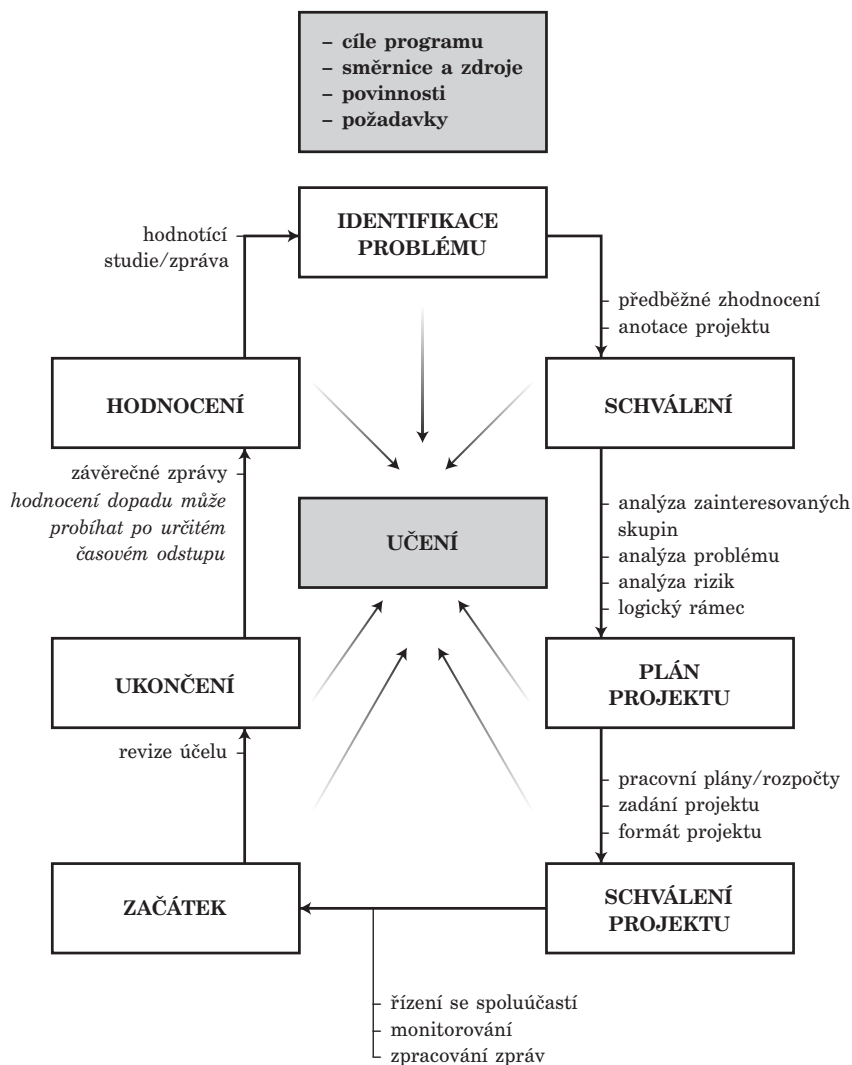 – cíle programu
– směrnice a zdroje
– povinnosti
– požadavky
IDENTIFIKACE
PROBLÉMU
hodnotící
studie/zpráva
předběžné zhodnocení
anotace projektu
HODNOCENÍ
SCHVÁLENÍ
závěrečné zprávy
hodnocení dopadu může
probíhat po určitém
časovém odstupu
analýza zainteresovaných
skupin
analýza problému
analýza rizik
logický rámec
UČENÍ
UKONČENÍ
PLÁN
PROJEKTU
revize účelu
pracovní plány/rozpočty
zadání projektu
formát projektu
ZAČÁTEK
SCHVÁLENÍ
PROJEKTU
řízení se spoluúčastí
monitorování
zpracování zpráv